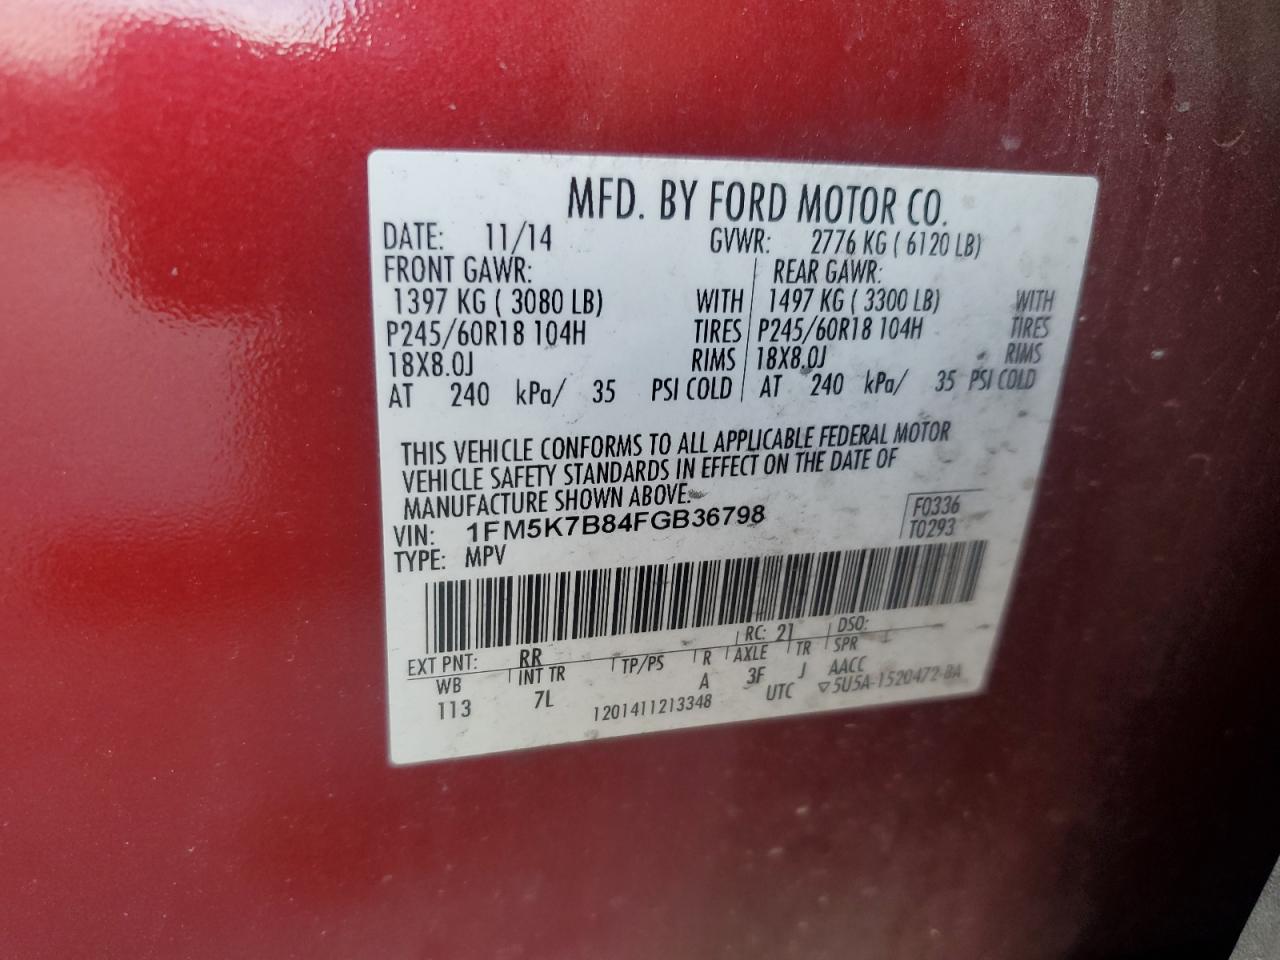 MFD. BY FORD MOTOR CO.
DATE: 11/14 GVWR: 2776 KG ( 6120 LB)
FRONT GAWR: REAR GAWR:
1397 KG ( 3080 LB) WITH 1497 KG ( 3300 LB) WITH
P245/60R18 104H TIRES P245/60R18 104H TIRES
18X8.0J RIMS 18X8.0J RIMS
AT 240 kPa/ 35 PSI COLD AT 240 kPa/ 35 PSI COLD
THIS VEHICLE CONFORMS TO ALL APPLICABLE FEDERAL MOTOR
VEHICLE SAFETY STANDARDS IN EFFECT ON THE DATE OF
MANUFACTURE SHOWN ABOVE.
VIN: 1FM5K7B84FGB36798 F0336
TYPE: MPV T0293
EXT PNT: RR RC: 21 DSO:
WB INT TR TP/PS R AXLE TR SPR
113 7L A 3F J AACC
1201411213348 UTC ▽5U5A-1520472-BA